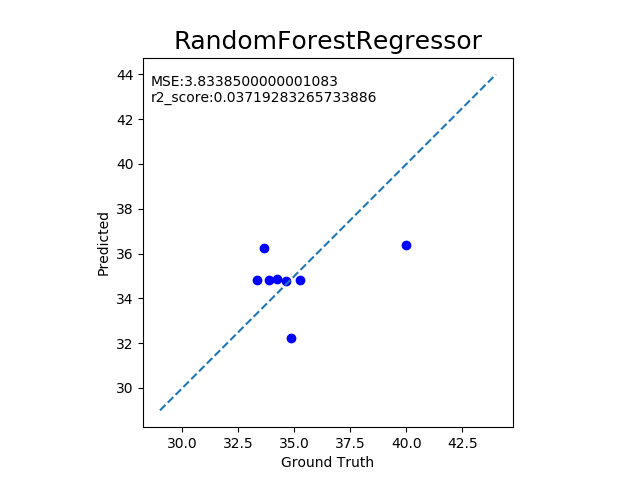 RandomForestRegressor
MSE:3.8338500000001083
r2_score:0.03719283265733886
44
42
40
38
36
34
32
30
Predicted
30.0 32.5 35.0 37.5 40.0 42.5
Ground Truth